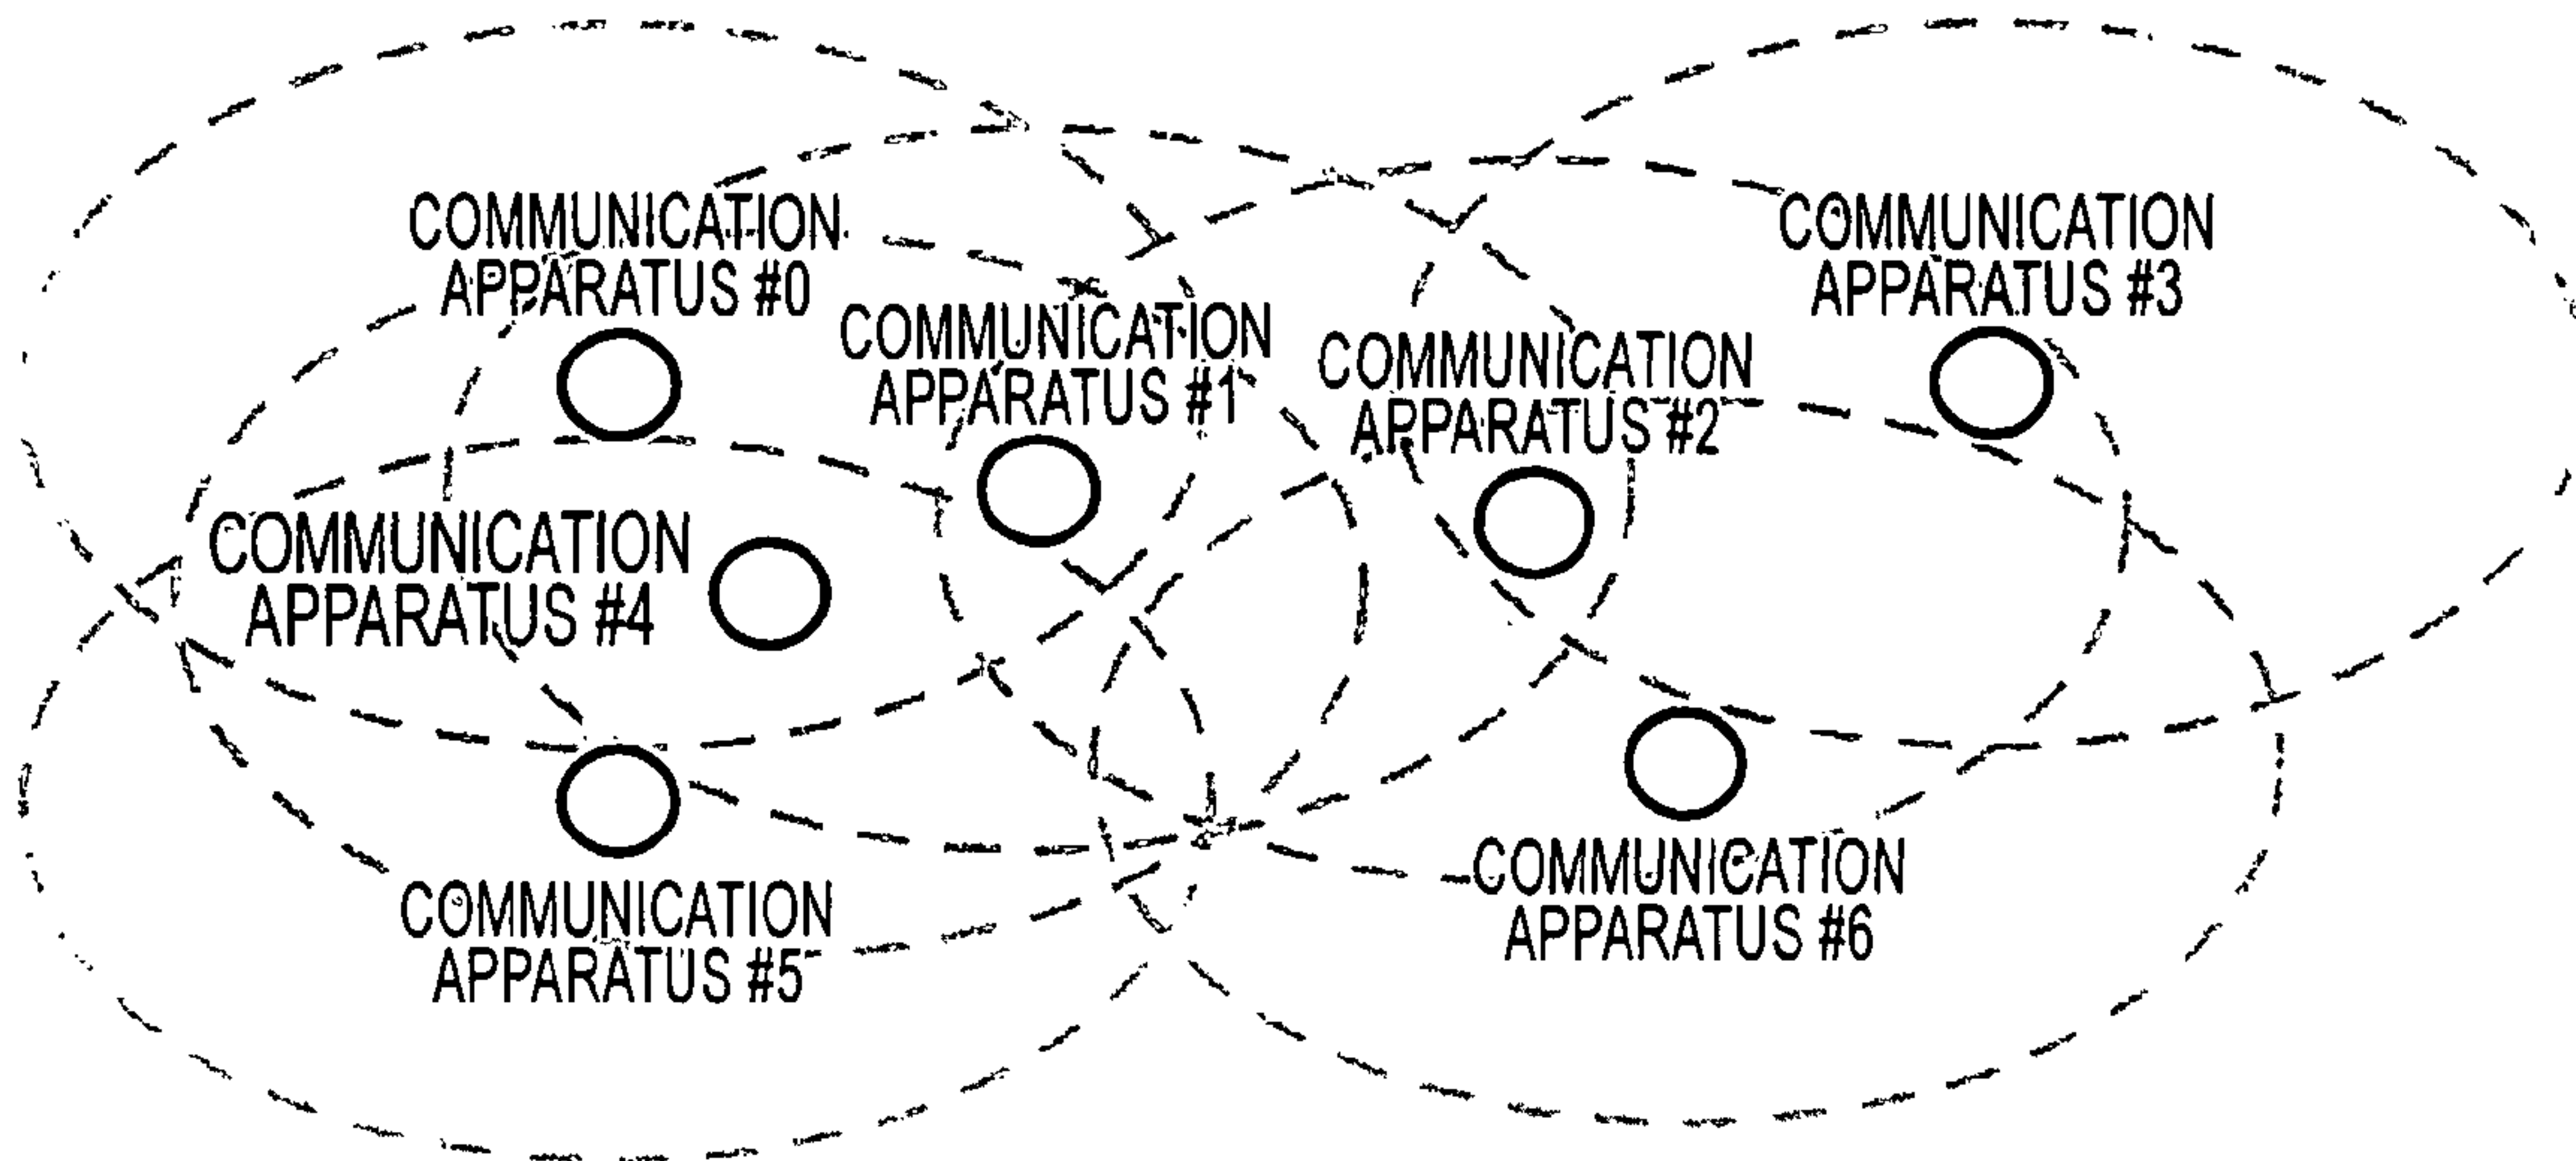 COMMUNICATION
APPARATUS #0
COMMUNICATION
APPARATUS #1
COMMUNICATION
APPARATUS #2
COMMUNICATION
APPARATUS #3
COMMUNICATION
APPARATUS #4
COMMUNICATION
APPARATUS #5
COMMUNICATION
APPARATUS #6